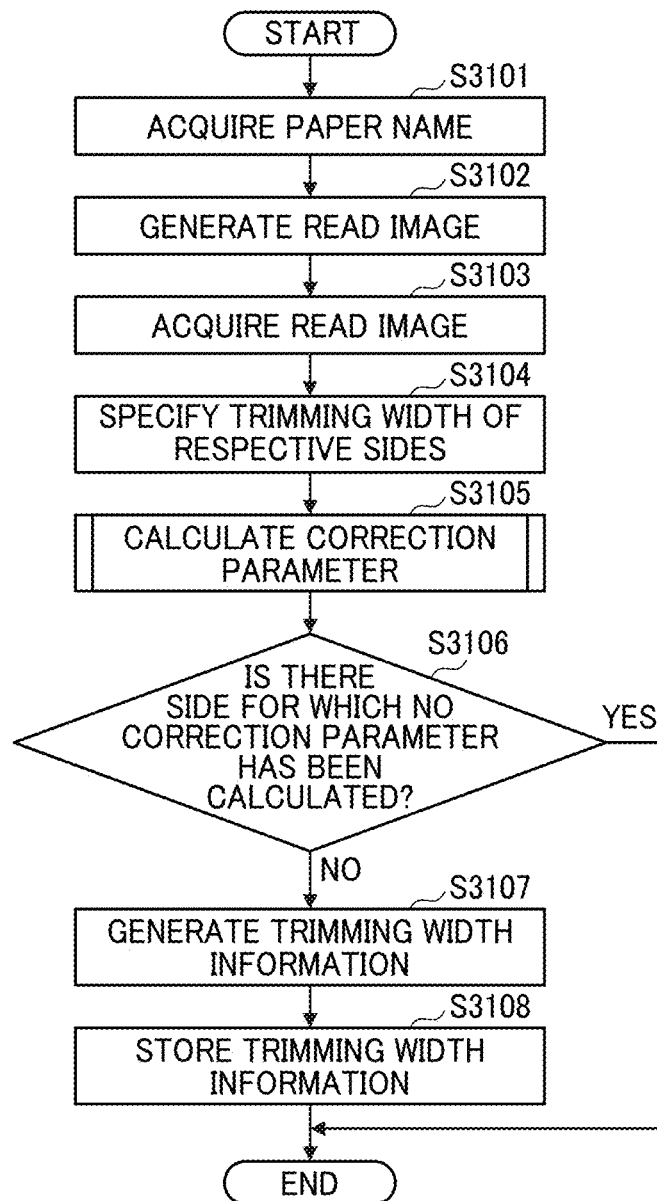 START
S3101
ACQUIRE PAPER NAME
S3102
GENERATE READ IMAGE
S3103
ACQUIRE READ IMAGE
S3104
SPECIFY TRIMMING WIDTH OF
RESPECTIVE SIDES
S3105
CALCULATE CORRECTION
PARAMETER
S3106
IS THERE
SIDE FOR WHICH NO
CORRECTION PARAMETER
HAS BEEN
CALCULATED?
YES
NO
S3107
GENERATE TRIMMING WIDTH
INFORMATION
S3108
STORE TRIMMING WIDTH
INFORMATION
END